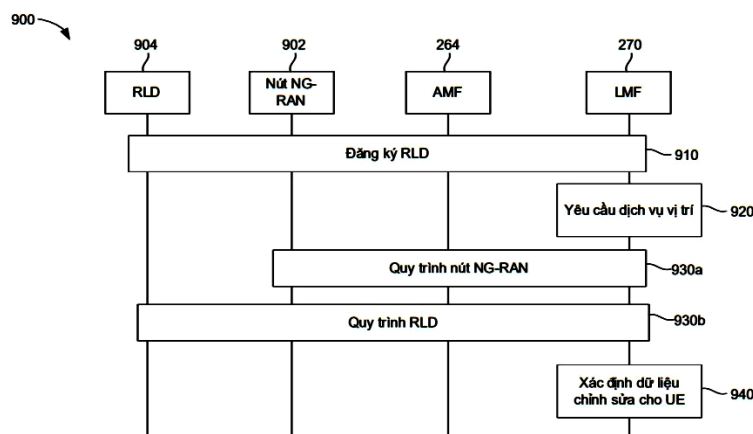 900
904
902
264
270
RLD
Nút NG-
RAN
AMF
LMF
Đăng ký RLD
910
Yêu cầu dịch vụ vị trí
920
Quy trình nút NG-RAN
930a
Quy trình RLD
930b
Xác định dữ liệu
chỉnh sửa cho UE
940